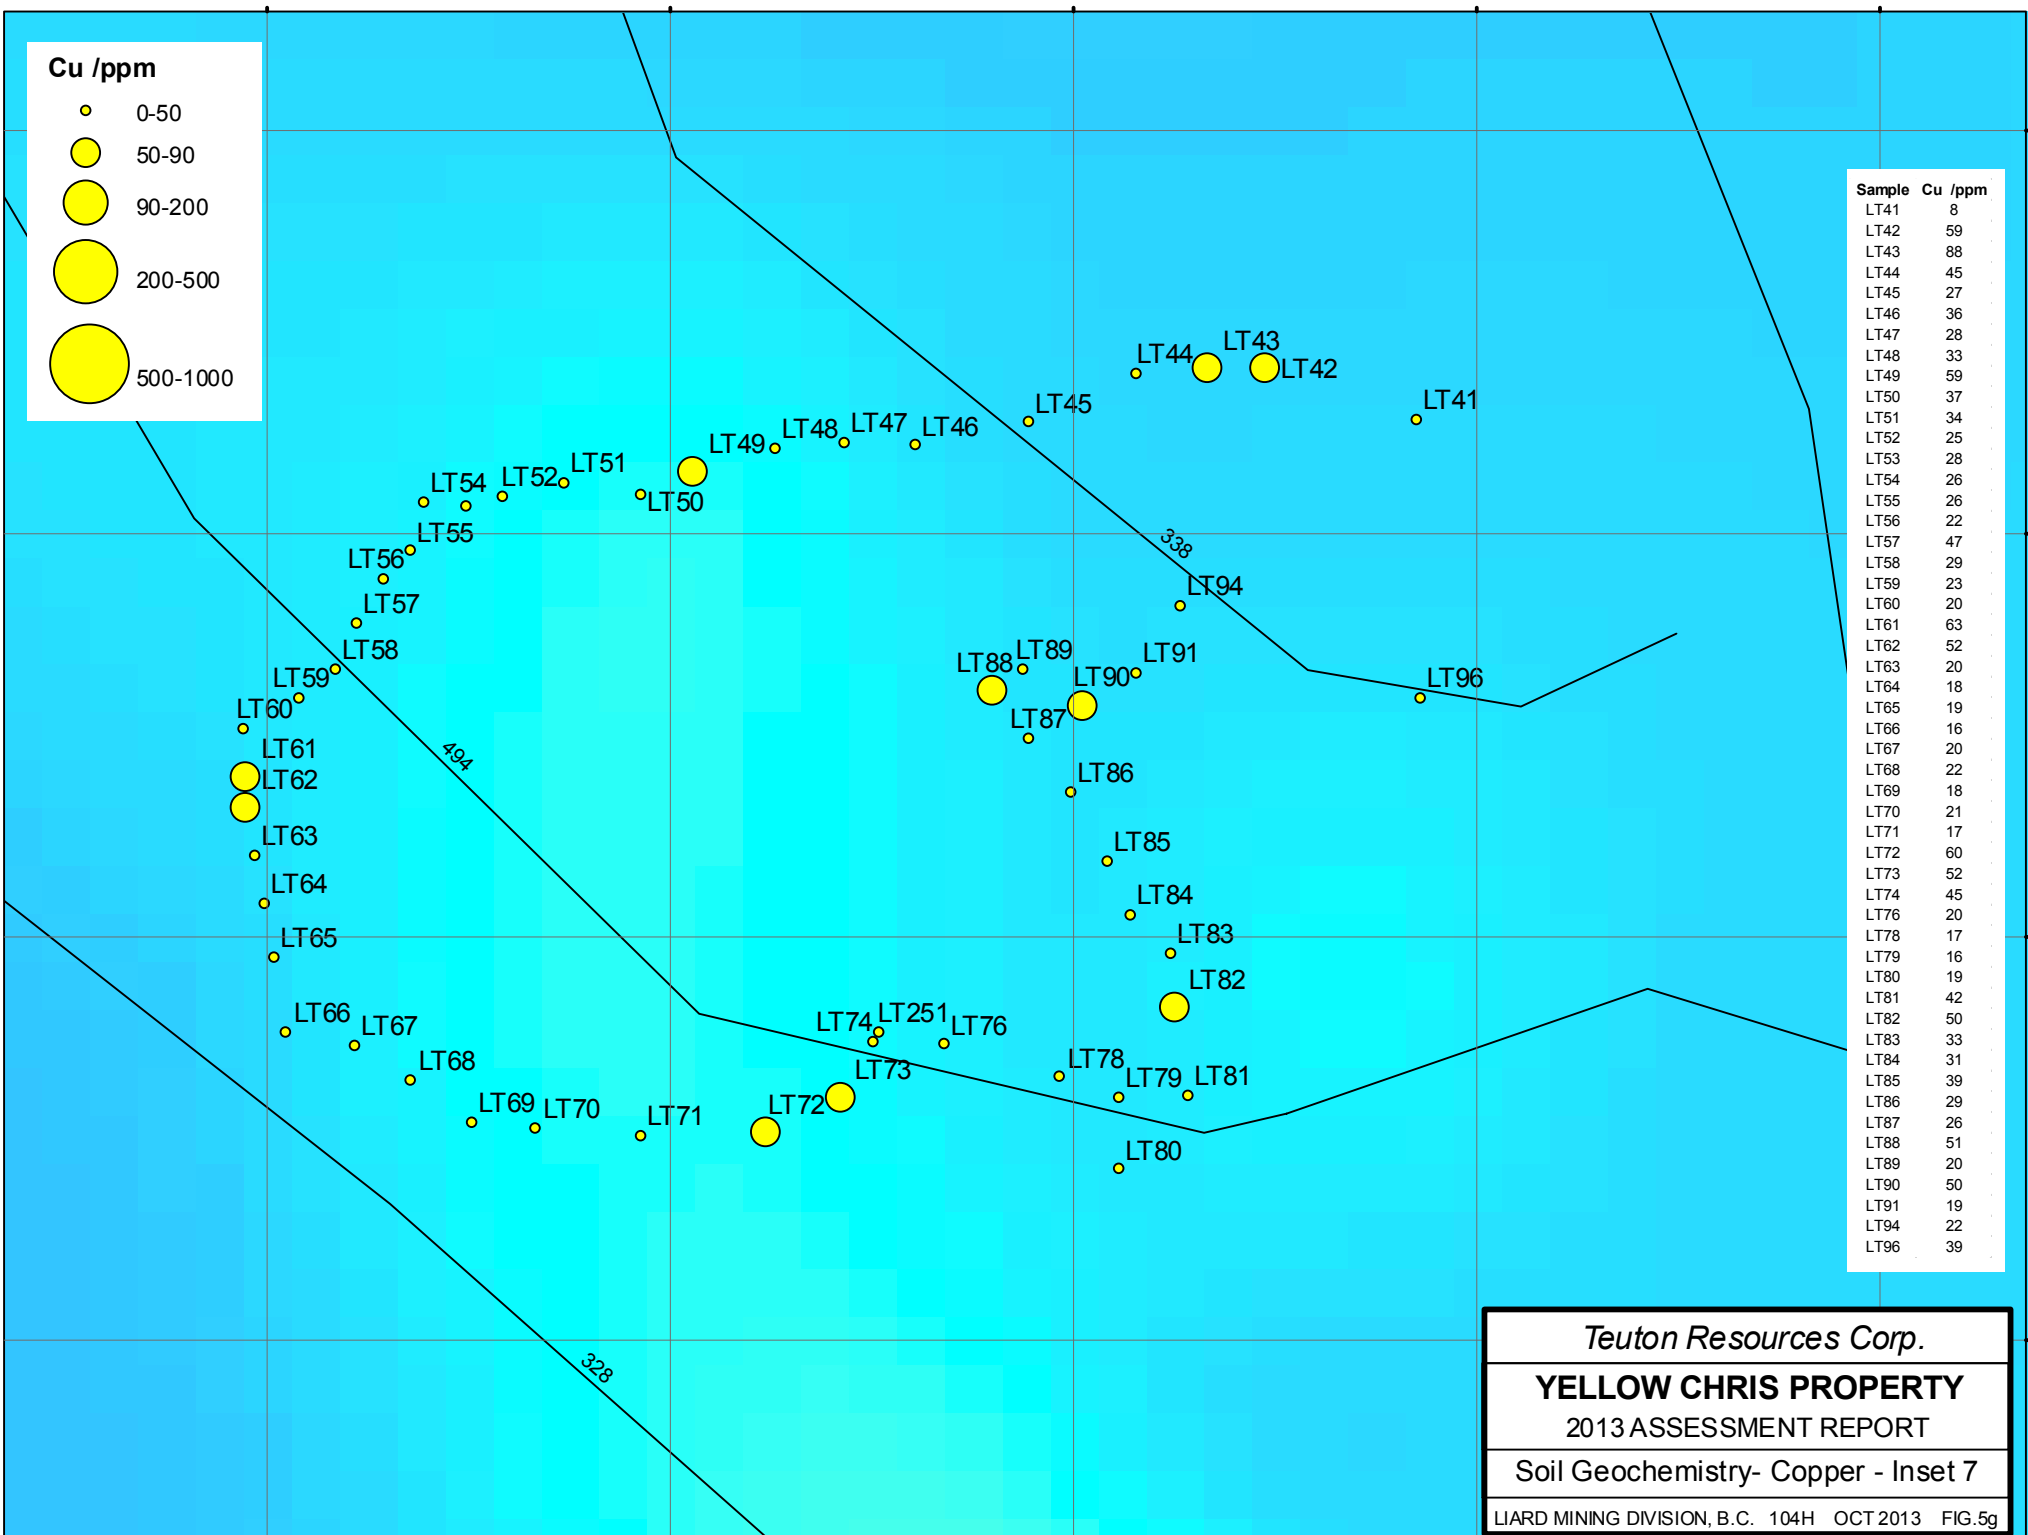 Cu /ppm
0-50
50-90
90-200
200-500
500-1000
LT44
LT43
LT42
LT41
LT45
LT46
LT47
LT48
LT49
LT50
LT51
LT52
LT54
LT55
LT56
LT57
LT58
LT59
LT60
LT61
LT62
LT63
LT64
LT65
LT66
LT67
LT68
LT69
LT70
LT71
LT72
LT73
LT74
LT251
LT76
LT78
LT79
LT80
LT81
LT82
LT83
LT84
LT85
LT86
LT87
LT88
LT89
LT90
LT91
LT94
LT96
338
494
328
Sample Cu /ppm
LT41 8
LT42 59
LT43 88
LT44 45
LT45 27
LT46 36
LT47 28
LT48 33
LT49 59
LT50 37
LT51 34
LT52 25
LT53 28
LT54 26
LT55 26
LT56 22
LT57 47
LT58 29
LT59 23
LT60 20
LT61 63
LT62 52
LT63 20
LT64 18
LT65 19
LT66 16
LT67 20
LT68 22
LT69 18
LT70 21
LT71 17
LT72 60
LT73 52
LT74 45
LT76 20
LT78 17
LT79 16
LT80 19
LT81 42
LT82 50
LT83 33
LT84 31
LT85 39
LT86 29
LT87 26
LT88 51
LT89 20
LT90 50
LT91 19
LT94 22
LT96 39
Teuton Resources Corp.
YELLOW CHRIS PROPERTY
2013 ASSESSMENT REPORT
Soil Geochemistry- Copper - Inset 7
LIARD MINING DIVISION, B.C. 104H OCT 2013 FIG.5g